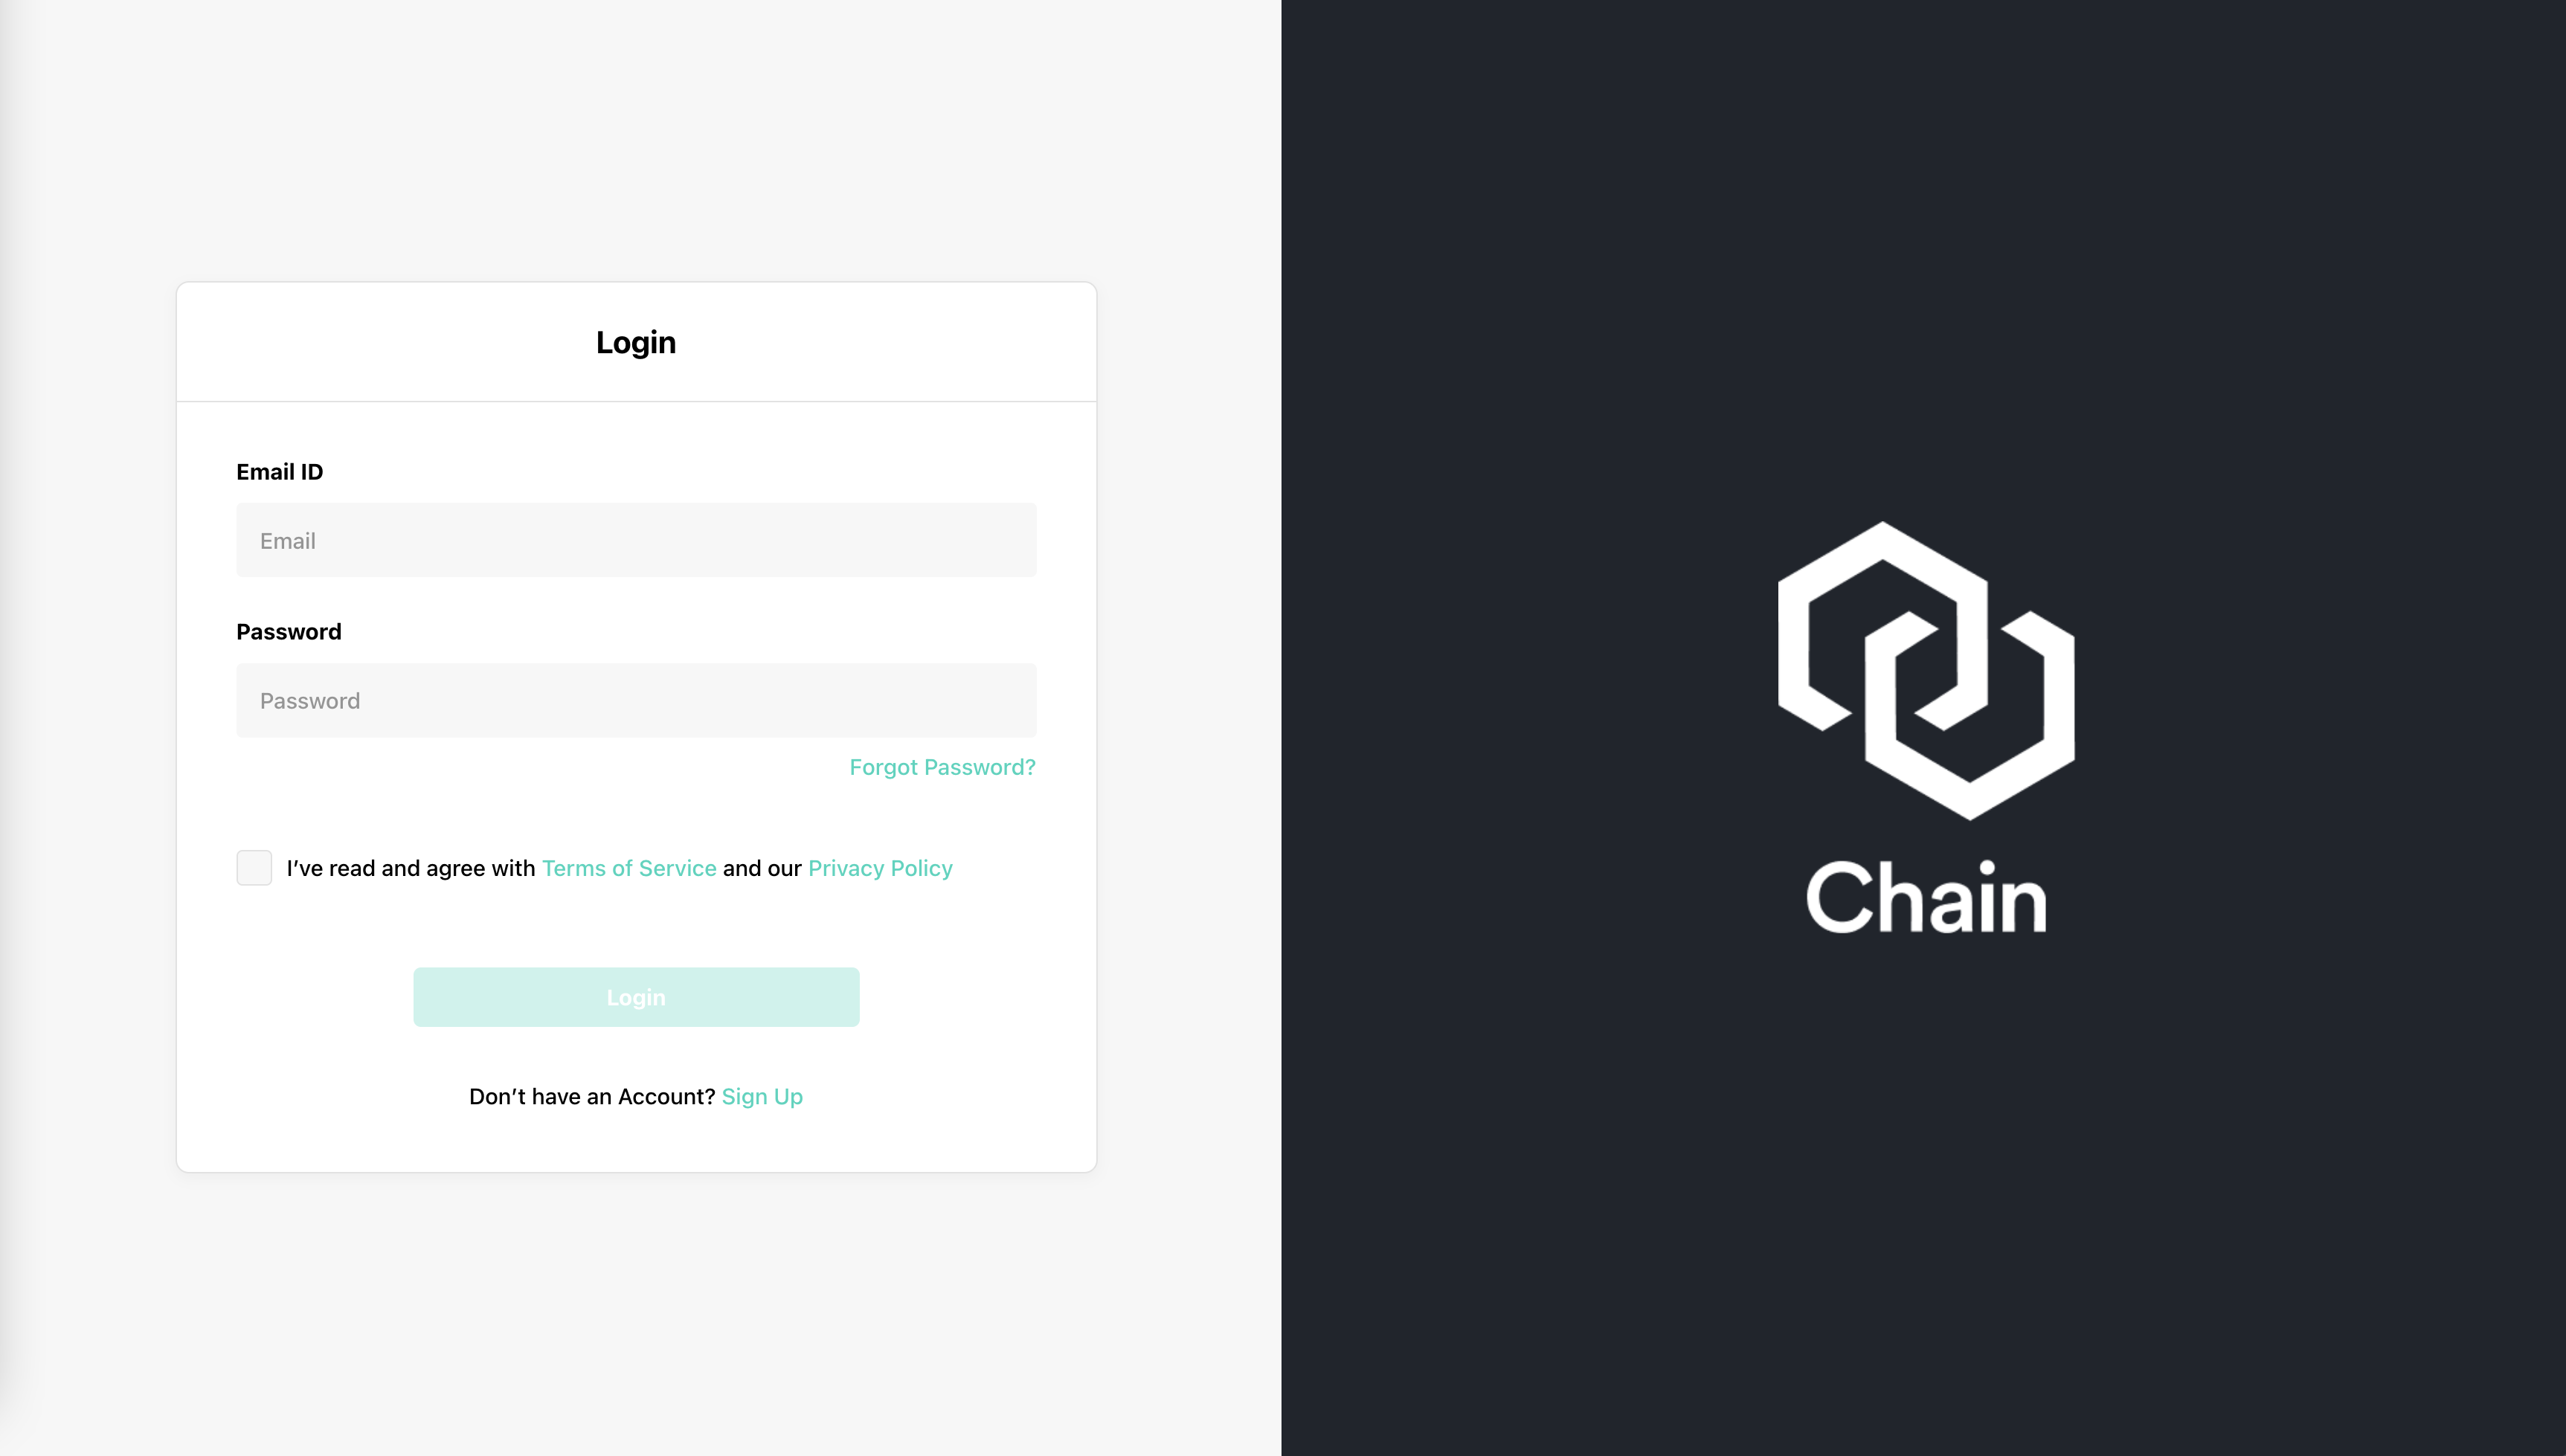 Login
Email ID
Email
Password
Password
Forgot Password?
I’ve read and agree with Terms of Service and our Privacy Policy
Login
Don’t have an Account? Sign Up
Chain